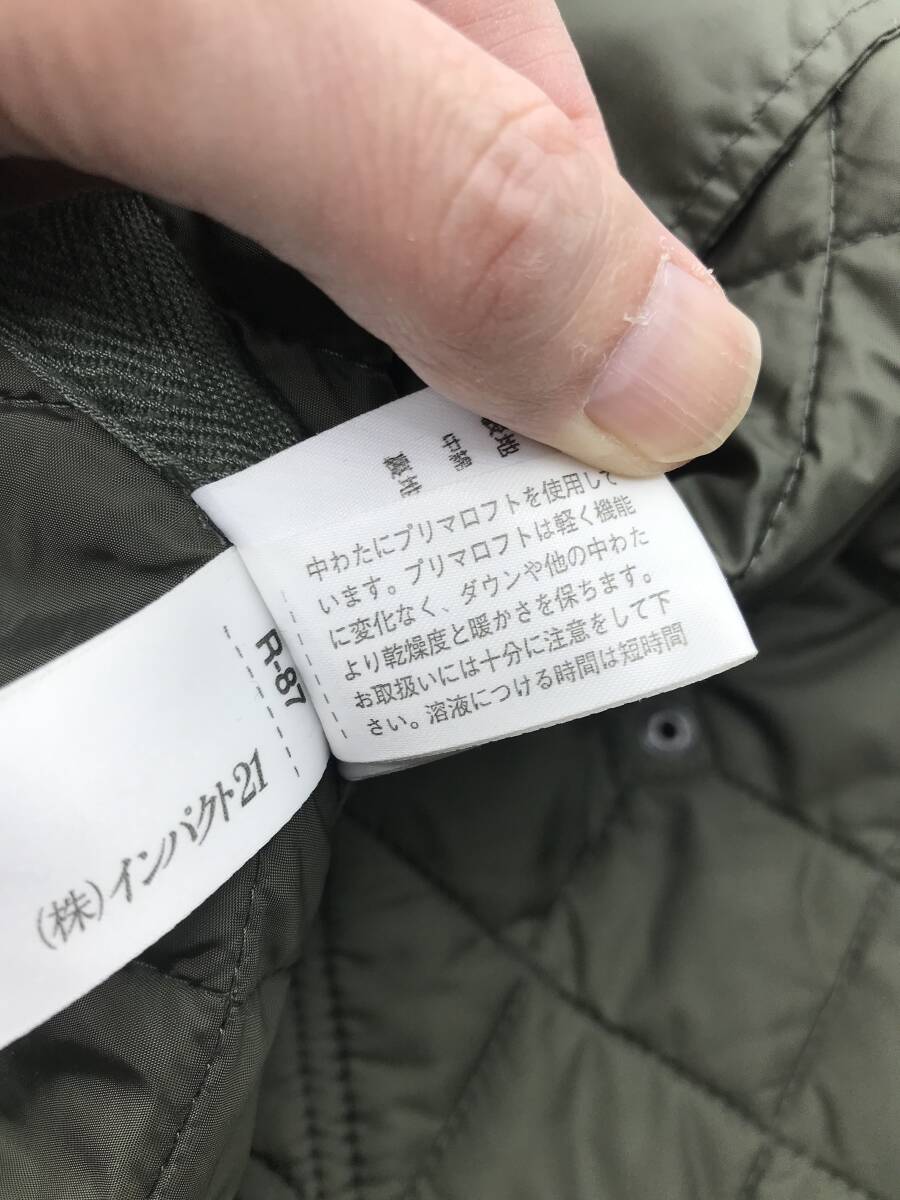 中綿
裏地
中わたにプリマロフトを使用して
います。プリマロフトは軽く機能
に変化なく、ダウンや他の中わた
より乾燥度と暖かさを保ちます。
お取扱いには十分に注意をして下
さい。溶液につける時間は短時間
R-87
(株)インパクト21